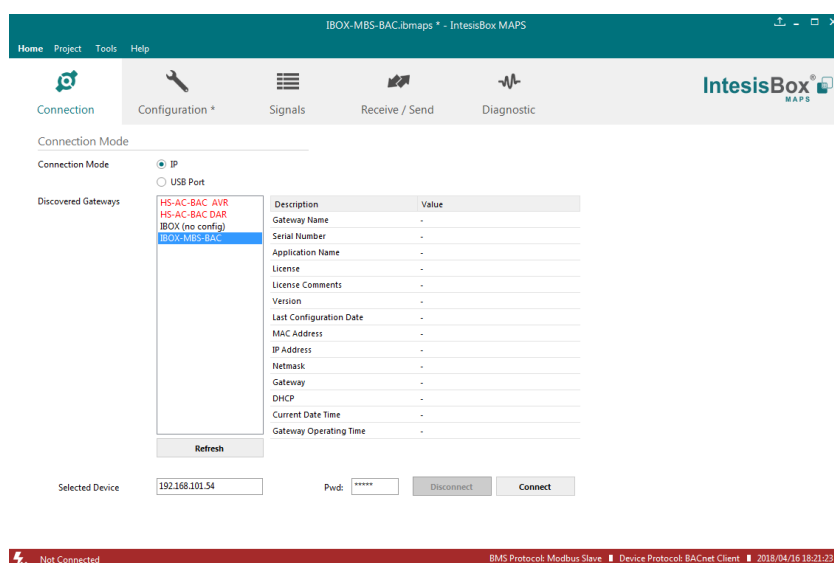 IBOX-MBS-BAC.ibmaps * - IntesisBox MAPS
Home Project Tools Help
Connection Configuration * Signals Receive / Send Diagnostic
IntesisBox®
MAPS
Connection Mode
Connection Mode IP
USB Port
Discovered Gateways
HS-AC-BAC AVR
HS-AC-BAC DAR
IBOX (no config)
IBOX-MBS-BAC
Description Value
Gateway Name -
Serial Number -
Application Name -
License -
License Comments -
Version -
Last Configuration Date -
MAC Address -
IP Address -
Netmask -
Gateway -
DHCP -
Current Date Time -
Gateway Operating Time -
Refresh
Selected Device 192.168.101.54 Pwd: ***** Disconnect Connect
Not Connected BMS Protocol: Modbus Slave Device Protocol: BACnet Client 2018/04/16 18:21:23